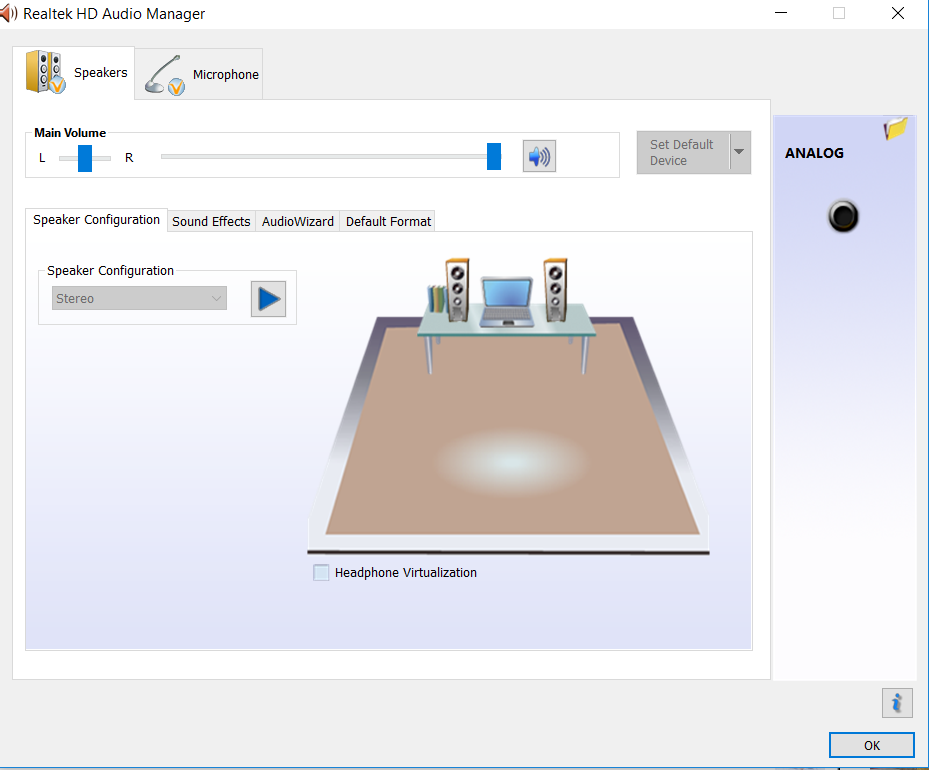 Realtek HD Audio Manager
Speakers
Microphone
Main Volume
L
R
Set Default
Device
ANALOG
Speaker Configuration
Sound Effects
AudioWizard
Default Format
Speaker Configuration
Stereo
Headphone Virtualization
OK